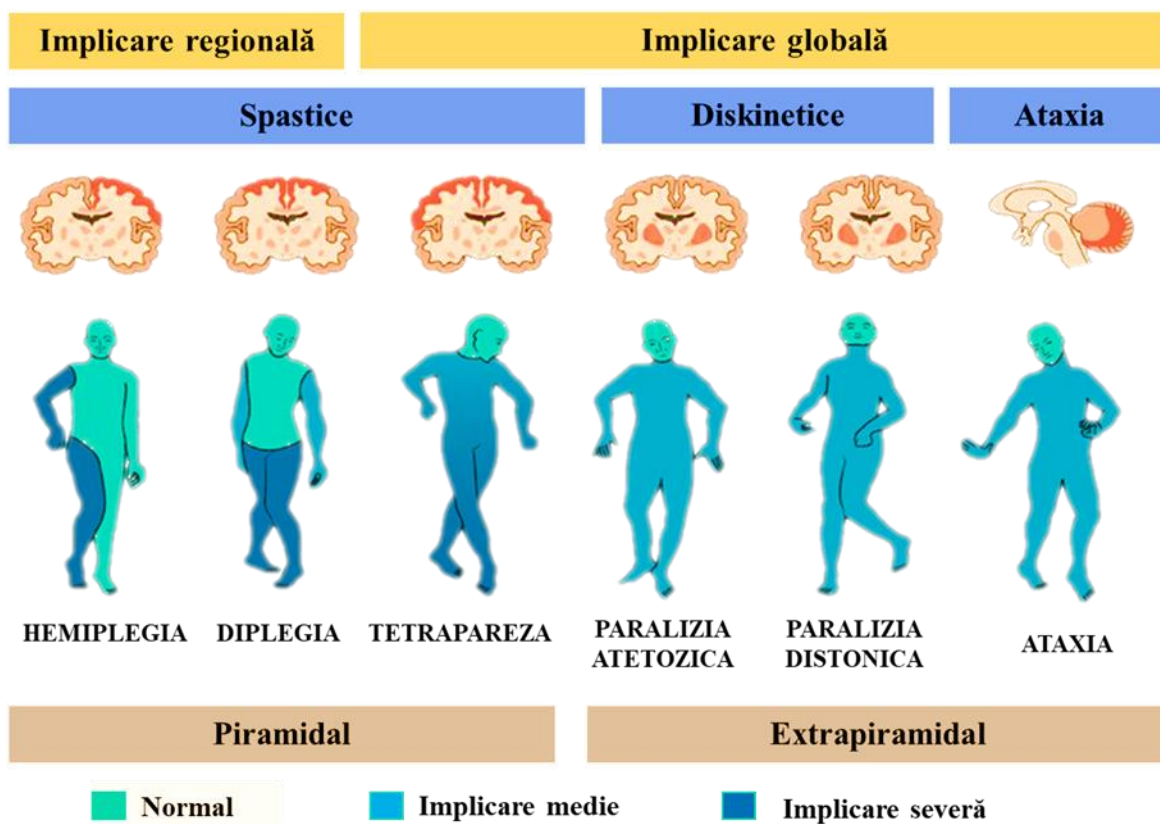 Implicare regională
Implicare globală
Spastice
Diskinetice
Ataxia
HEMIPLEGIA
DIPLEGIA
TETRAPAREZA
PARALIZIA
ATETOZICA
PARALIZIA
DISTONICA
ATAXIA
Piramidal
Extrapiramidal
Normal
Implicare medie
Implicare severă